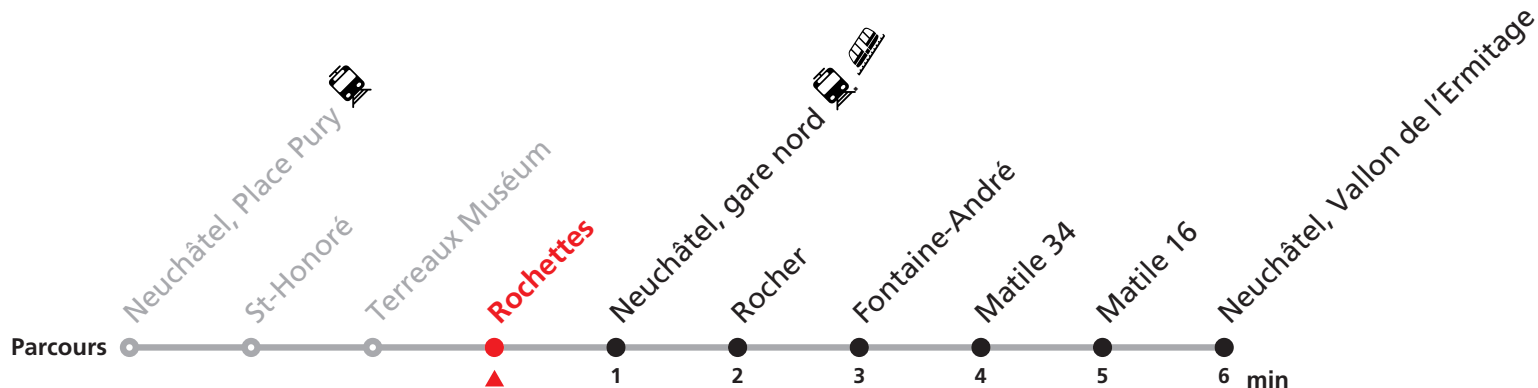 Neuchâtel, Place Pury
St-Honoré
Terreaux Muséum
Rochettes
Neuchâtel, gare nord
Rocher
Fontaine-André
Matile 34
Matile 16
Neuchâtel, Vallon de l'Ermitage
Parcours
1 2 3 4 5 6 min